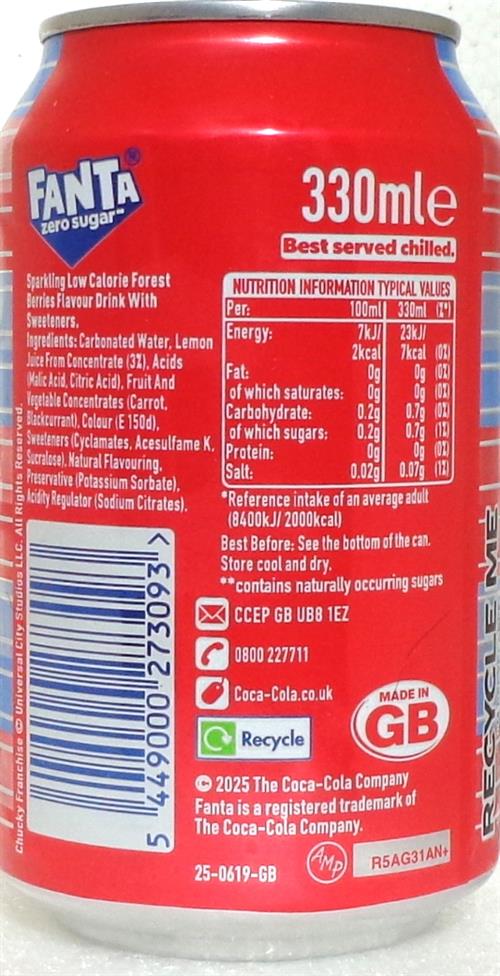 FANTA®
zero sugar™
330ml e
Best served chilled.
Sparkling Low Calorie Forest
Berries Flavour Drink With
Sweeteners.
Ingredients: Carbonated Water, Lemon
Juice From Concentrate (3%), Acids
(Malic Acid, Citric Acid), Fruit And
Vegetable Concentrates (Carrot,
Blackcurrant), Colour (E 150d),
Sweeteners (Cyclamates, Acesulfame K,
Sucralose), Natural Flavouring,
Preservative (Potassium Sorbate),
Acidity Regulator (Sodium Citrates).
NUTRITION INFORMATION TYPICAL VALUES
Per: 100ml 330ml (%*)
Energy: 7kJ/ 23kJ/
2kcal 7kcal (0%)
Fat: 0g 0g (0%)
of which saturates: 0g 0g (0%)
Carbohydrate: 0.2g 0.7g (0%)
of which sugars: 0.2g 0.7g (1%)
Protein: 0g 0g (0%)
Salt: 0.02g 0.07g (1%)
*Reference intake of an average adult
(8400kJ/ 2000kcal)
Best Before: See the bottom of the can.
Store cool and dry.
**contains naturally occurring sugars
CCEP GB UB8 1EZ
0800 227711
Coca-Cola.co.uk
Recycle
MADE IN
GB
© 2025 The Coca-Cola Company
Fanta is a registered trademark of
The Coca-Cola Company.
25-0619-GB
AMP
R5AG31AN+
5 449000 273093 >
Chucky Franchise © Universal City Studios LLC. All Rights Reserved.
RECYCLE ME